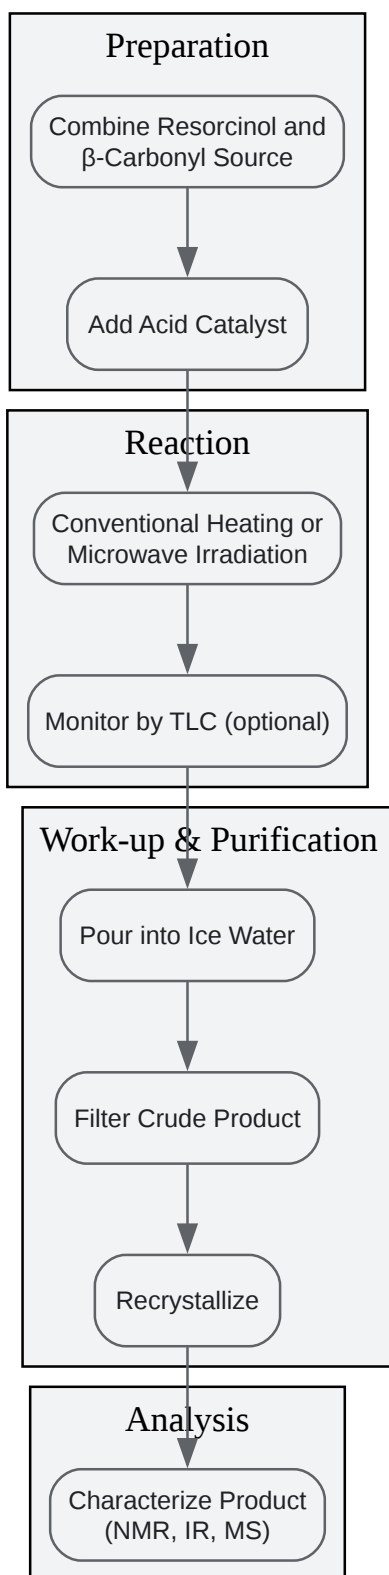 Preparation
Combine Resorcinol and
β-Carbonyl Source
Add Acid Catalyst
Reaction
Conventional Heating or
Microwave Irradiation
Monitor by TLC (optional)
Work-up & Purification
Pour into Ice Water
Filter Crude Product
Recrystallize
Analysis
Characterize Product
(NMR, IR, MS)